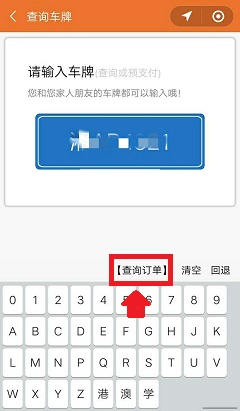 查询车牌
请输入车牌(查询或预支付)
您和您家人朋友的车牌都可以输入哦!
【查询订单】 清空 回退
0 1 2 3 4 5 6 7 8 9
A B C D E F G H J K
L M N P Q R S T U V
W X Y Z 港 澳 学